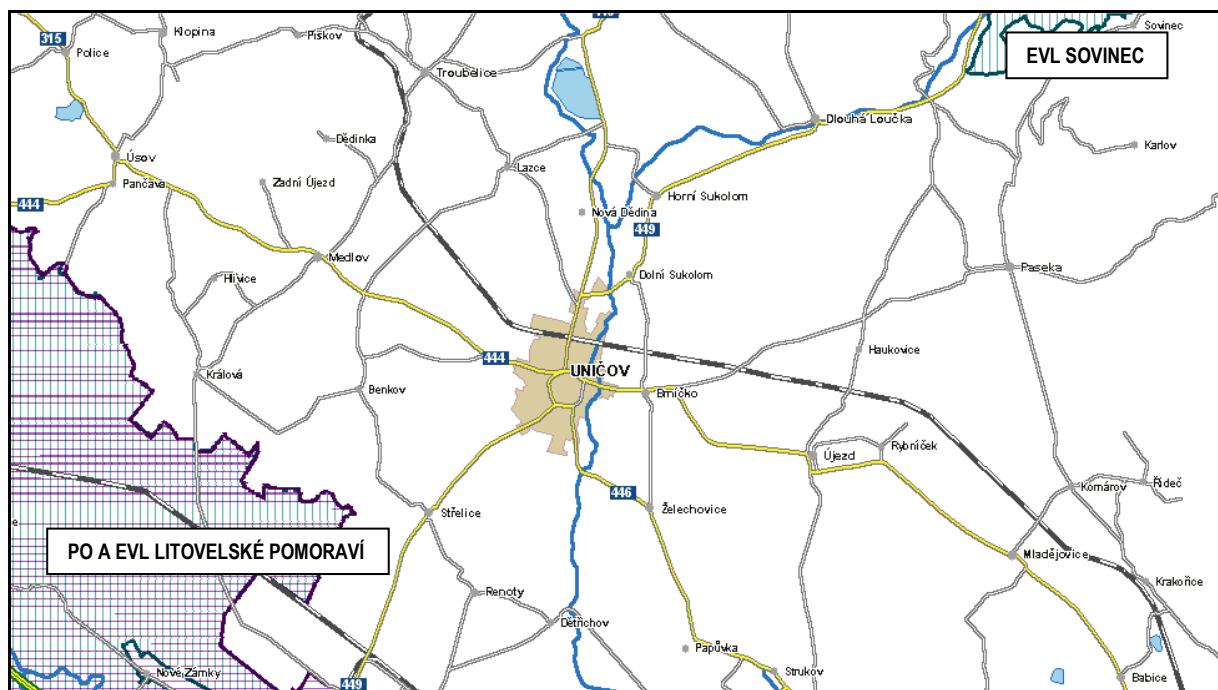 Klopina
Pískov
315
Police
Sovinec
EVL SOVINEC
Troubelice
Dlouhá Loučka
Dědinka
Karlov
Úsov
Lazce
Pančava
Zadní Újezd
Horní Sukolom
444
Nová Dědina
449
Medlov
Dolní Sukolom
Paseka
Hlivice
Haukovice
444
UNIČOV
Králová
Benkov
Brníčko
Rybníček
Újezd
446
Komárov
Řídeč
Střelice
Želechovice
PO A EVL LITOVELSKÉ POMORAVÍ
Mladějovice
Krakořice
Renoty
Dětřichov
Papůvka
Nové Zámky
Strukov
449
Babice